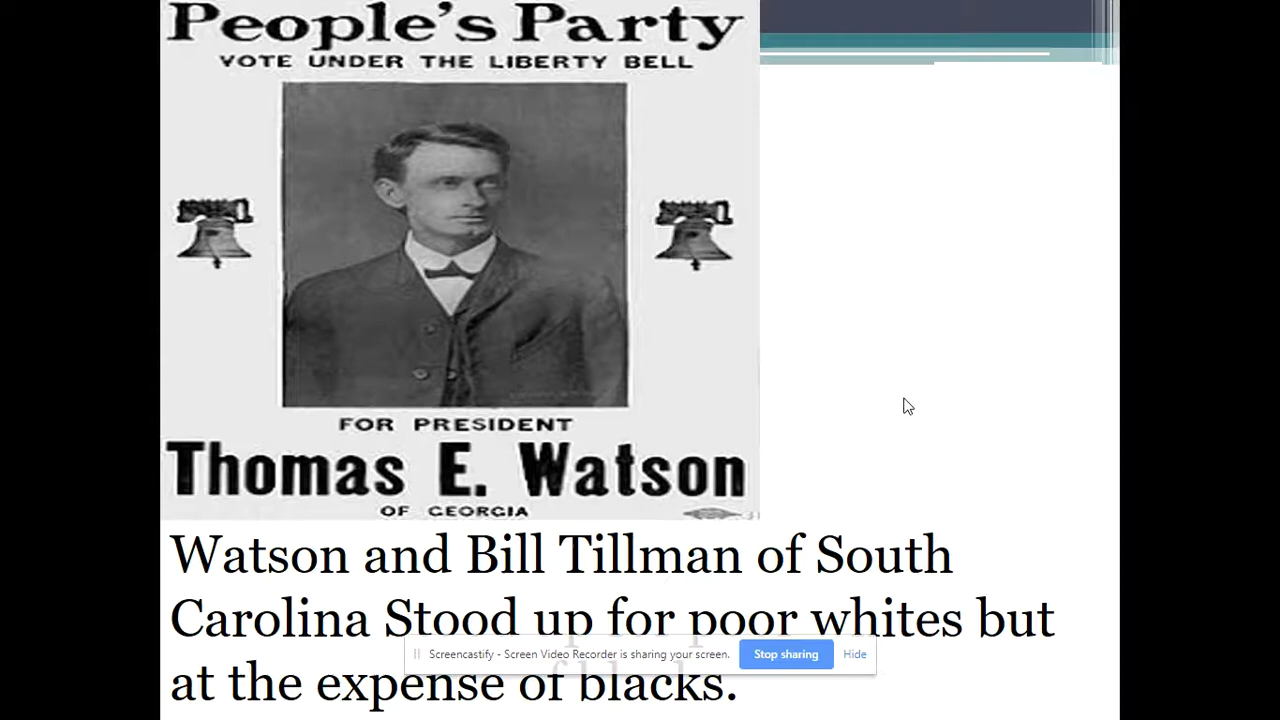 People's Party
VOTE UNDER THE LIBERTY BELL
FOR PRESIDENT
Thomas E. Watson
OF GEORGIA
Watson and Bill Tillman of South
Carolina Stood up for poor whites but
Screencastify - Screen Video Recorder is sharing your screen. Stop sharing Hide
at the expense of blacks.